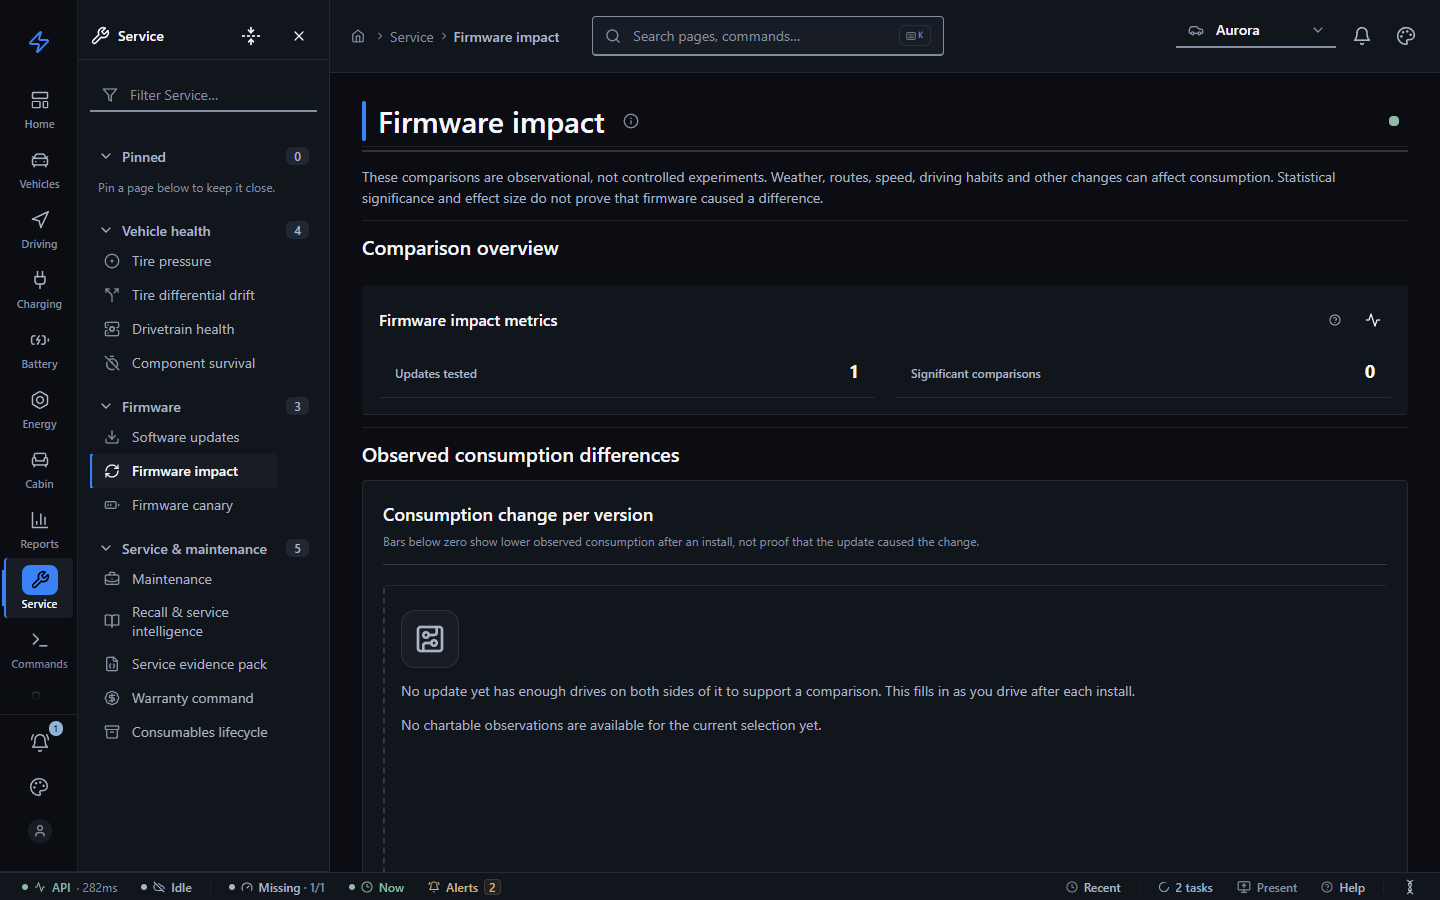 Service
Service
Firmware impact
Search pages, commands...
K
Aurora
Filter Service...
Home
Vehicles
Driving
Charging
Battery
Energy
Cabin
Reports
Service
Commands
1
Pinned
0
Pin a page below to keep it close.
Vehicle health
4
Tire pressure
Tire differential drift
Drivetrain health
Component survival
Firmware
3
Software updates
Firmware impact
Firmware canary
Service & maintenance
5
Maintenance
Recall & service
intelligence
Service evidence pack
Warranty command
Consumables lifecycle
Firmware impact
These comparisons are observational, not controlled experiments. Weather, routes, speed, driving habits and other changes can affect consumption. Statistical
significance and effect size do not prove that firmware caused a difference.
Comparison overview
Firmware impact metrics
Updates tested
1
Significant comparisons
0
Observed consumption differences
Consumption change per version
Bars below zero show lower observed consumption after an install, not proof that the update caused the change.
No update yet has enough drives on both sides of it to support a comparison. This fills in as you drive after each install.
No chartable observations are available for the current selection yet.
API · 282ms
Idle
Missing · 1/1
Now
Alerts 2
Recent
2 tasks
Present
Help